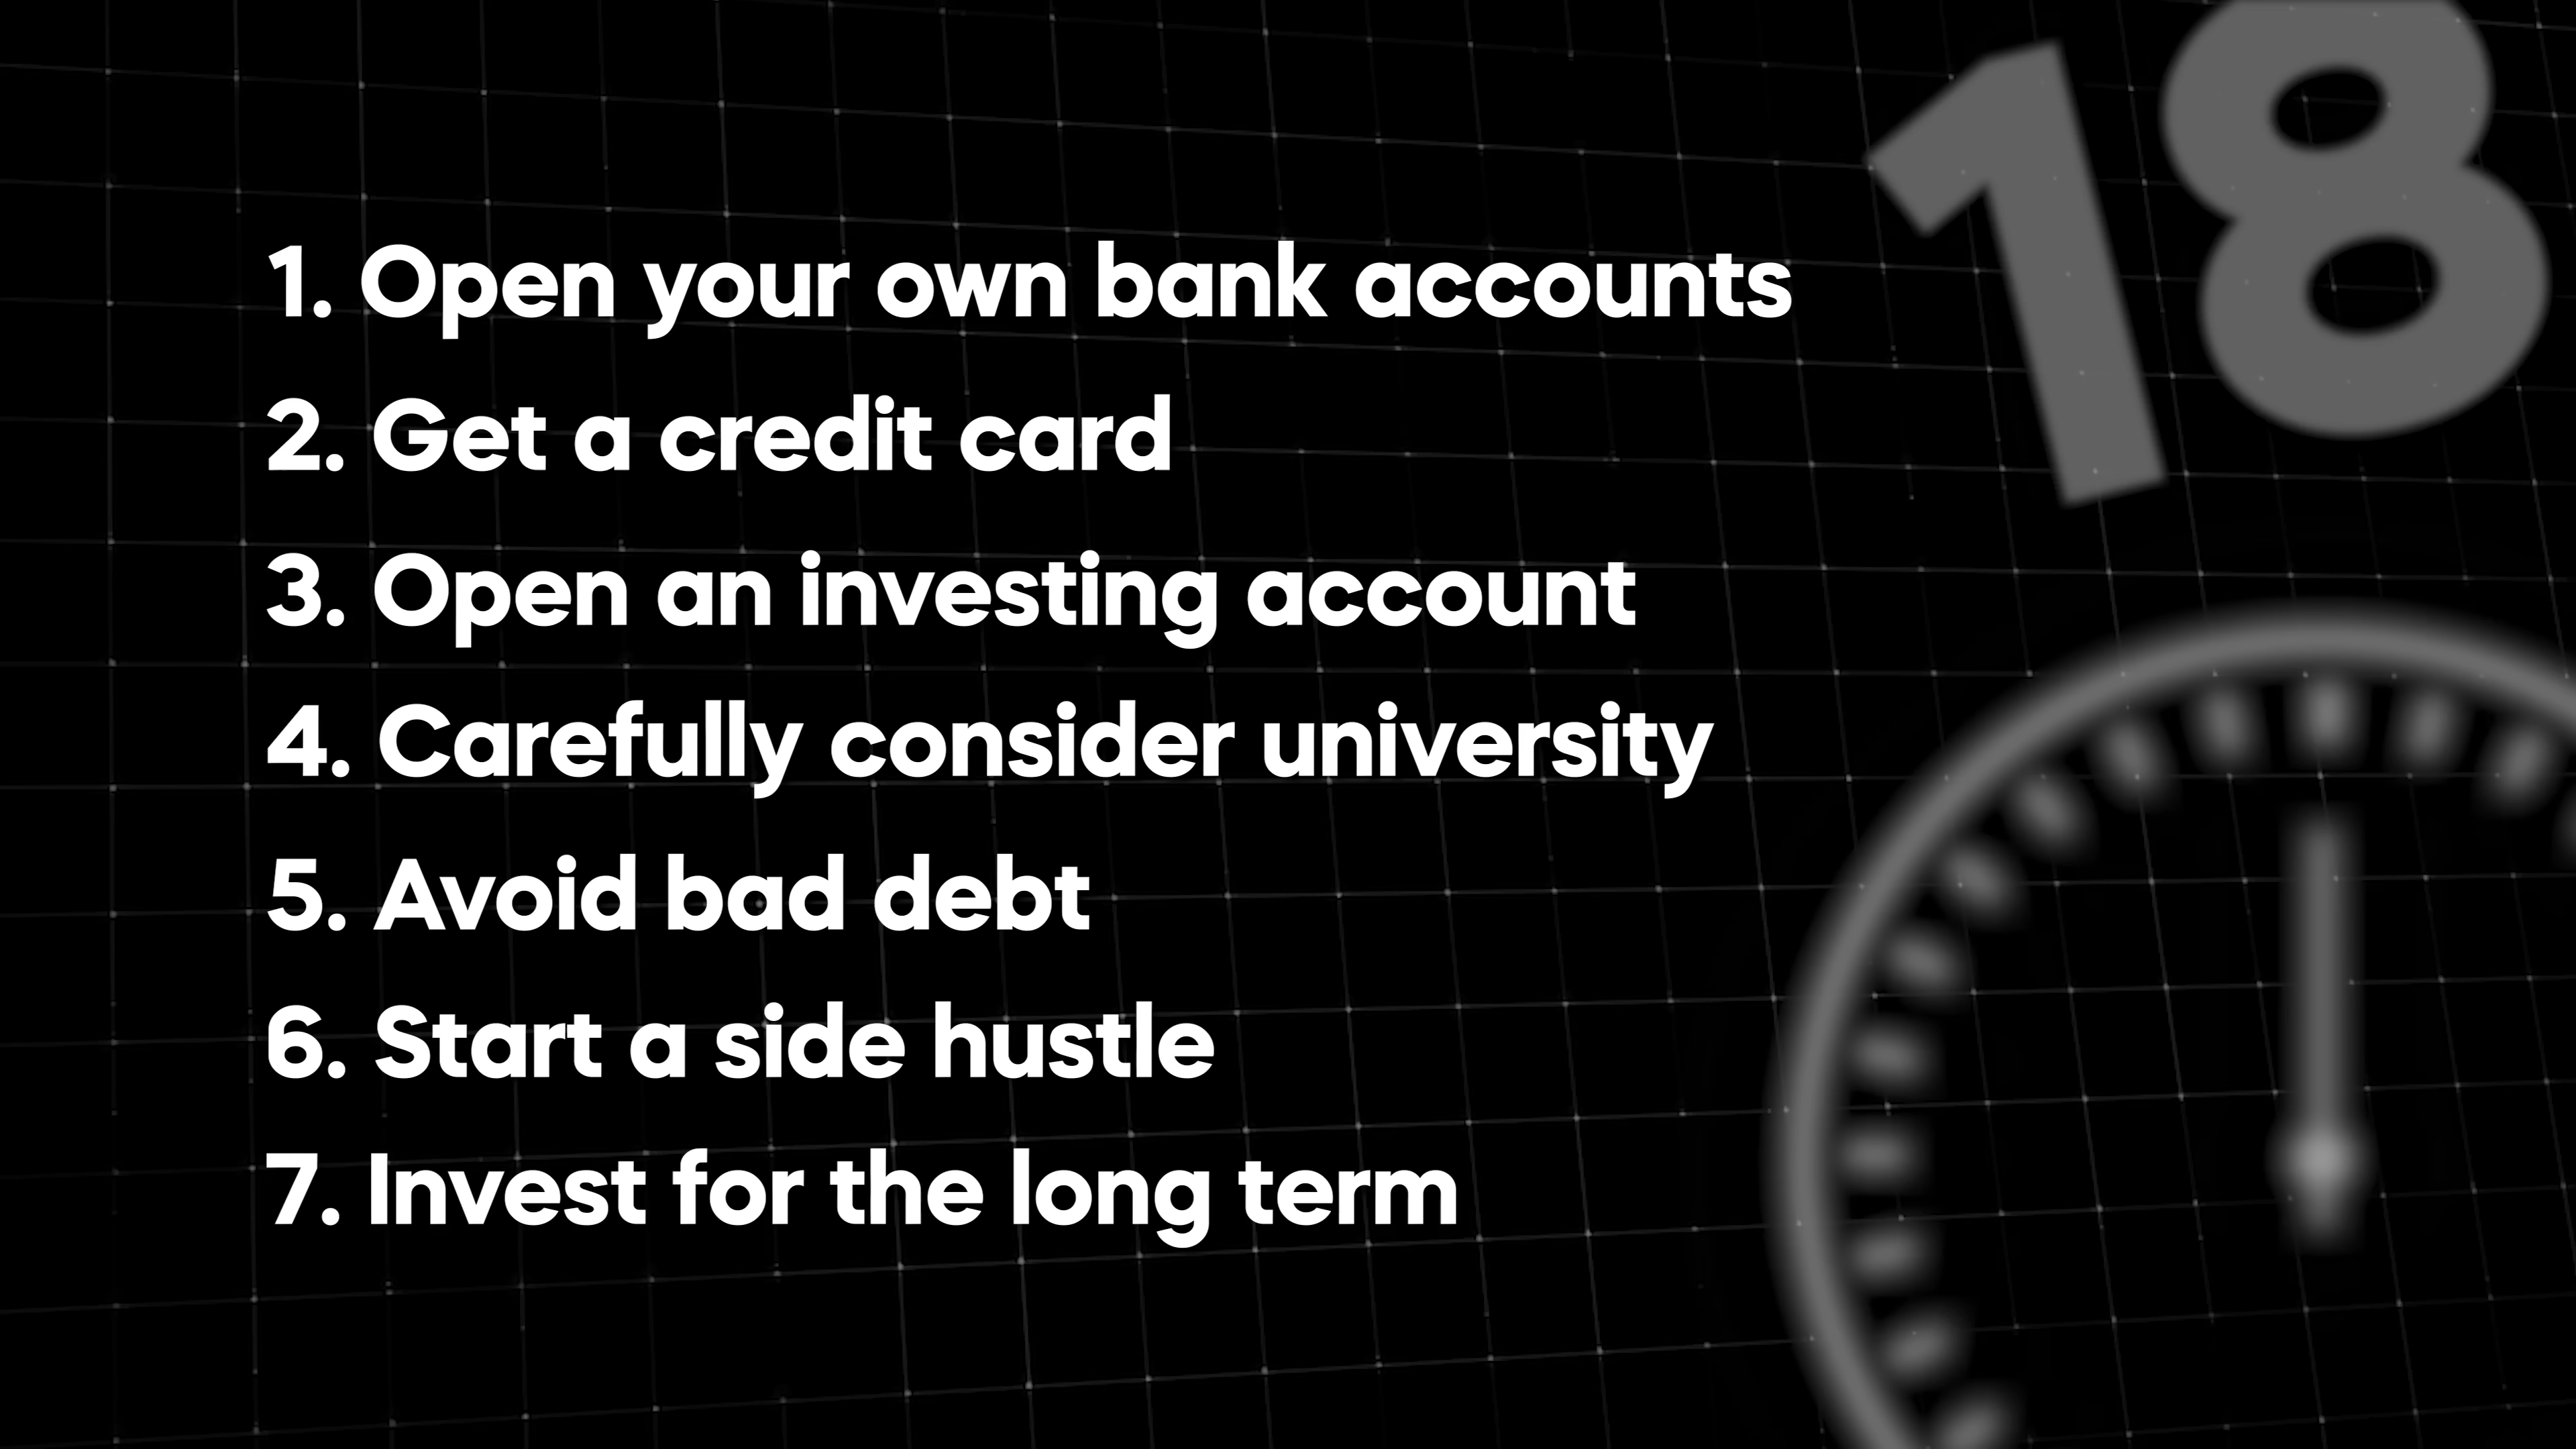 18
1. Open your own bank accounts
2. Get a credit card
3. Open an investing account
4. Carefully consider university
5. Avoid bad debt
6. Start a side hustle
7. Invest for the long term